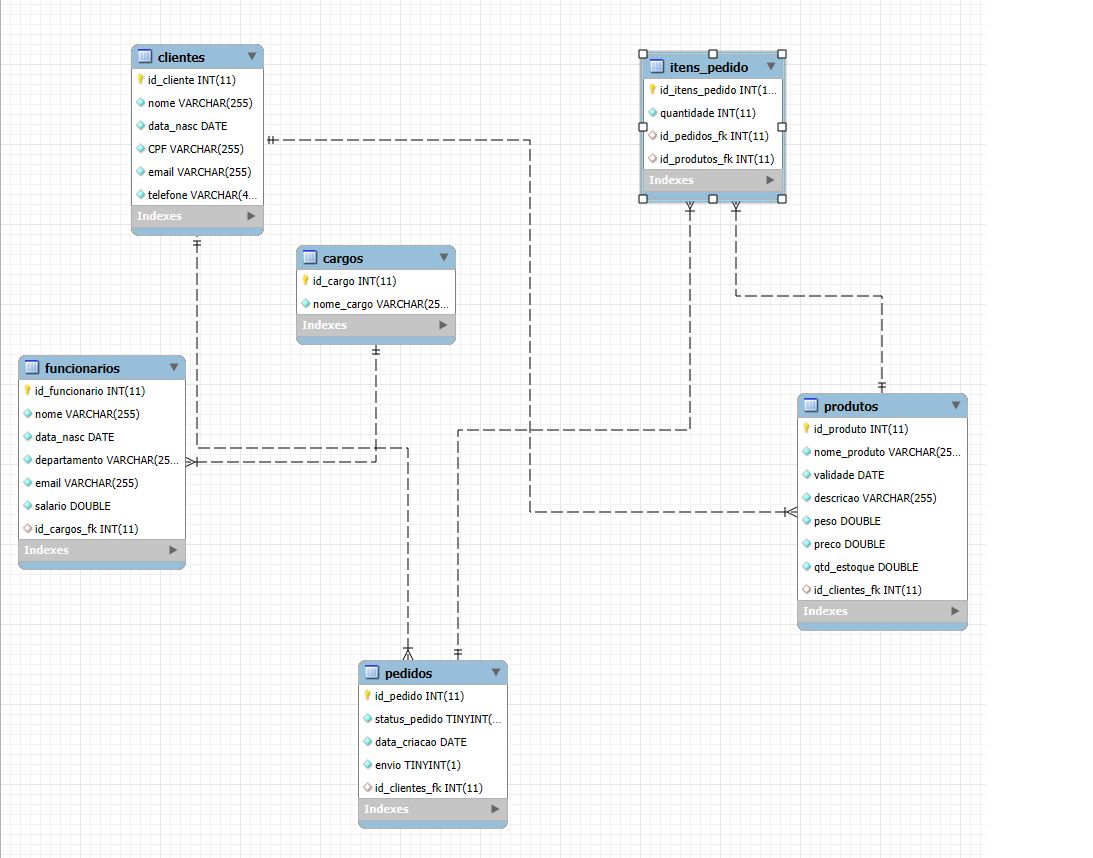 clientes
id_cliente INT(11)
nome VARCHAR(255)
data_nasc DATE
CPF VARCHAR(255)
email VARCHAR(255)
telefone VARCHAR(4...
Indexes
itens_pedido
id_itens_pedido INT(1...
quantidade INT(11)
id_pedidos_fk INT(11)
id_produtos_fk INT(11)
Indexes
cargos
id_cargo INT(11)
nome_cargo VARCHAR(25...
Indexes
funcionarios
id_funcionario INT(11)
nome VARCHAR(255)
data_nasc DATE
departamento VARCHAR(25...
email VARCHAR(255)
salario DOUBLE
id_cargos_fk INT(11)
Indexes
produtos
id_produto INT(11)
nome_produto VARCHAR(25...
validade DATE
descricao VARCHAR(255)
peso DOUBLE
preco DOUBLE
qtd_estoque DOUBLE
id_clientes_fk INT(11)
Indexes
pedidos
id_pedido INT(11)
status_pedido TINYINT(...
data_criacao DATE
envio TINYINT(1)
id_clientes_fk INT(11)
Indexes